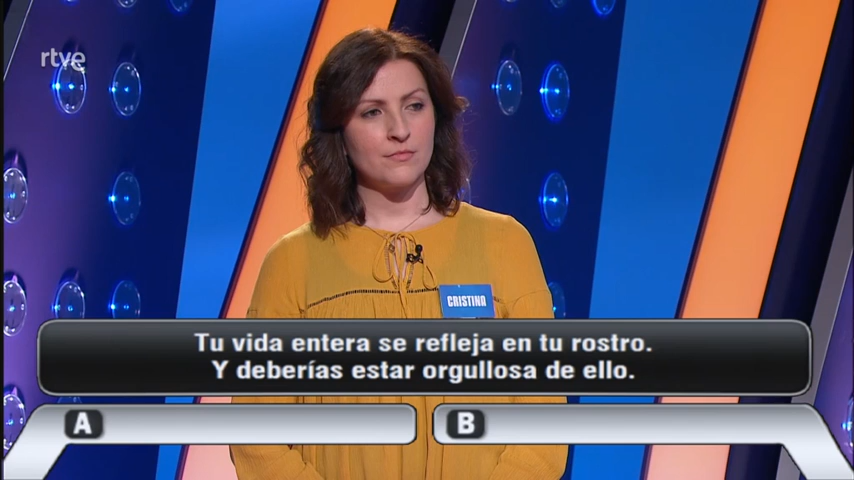 rtve
CRISTINA
Tu vida entera se refleja en tu rostro.
Y deberías estar orgullosa de ello.
A
B